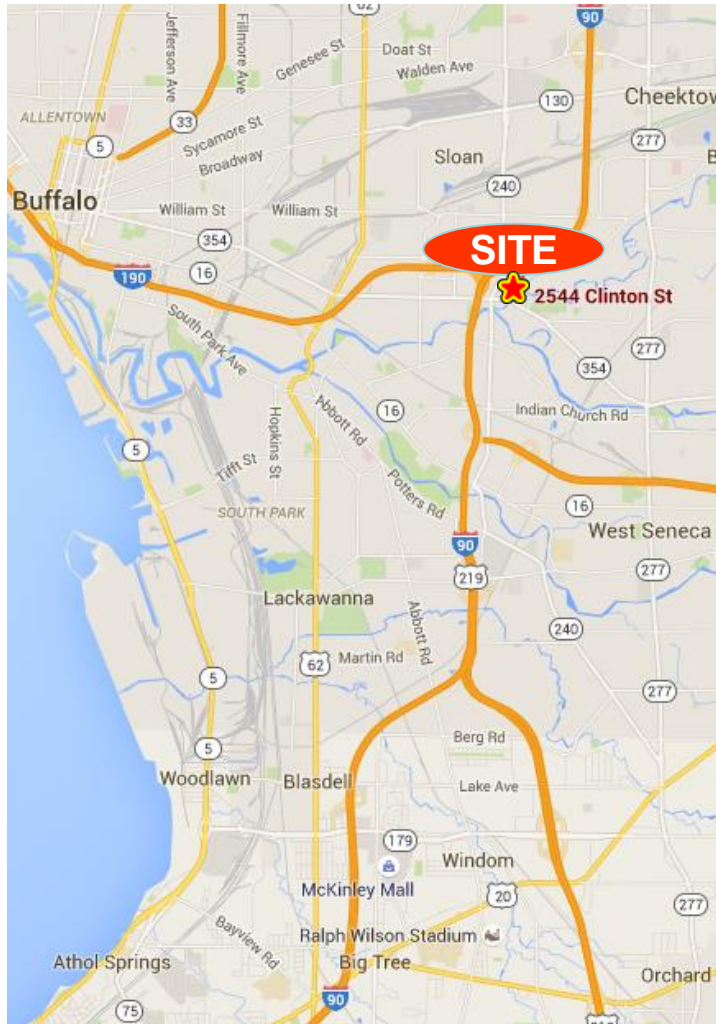 62
90
Jefferson Ave
Fillmore Ave
Genesee St
Doat St
Walden Ave
130
Cheektow
ALLENTOWN
33
5
Sycamore St
Broadway
Sloan
277
B
240
Buffalo
William St
William St
354
16
190
SITE
2544 Clinton St
South Park Ave
277
354
Hopkins St
Abbott Rd
16
Indian Church Rd
5
Tifft St
Potters Rd
SOUTH PARK
16
West Seneca
90
219
277
Lackawanna
Abbott Rd
240
62
Martin Rd
5
277
5
Berg Rd
Woodlawn
Blasdell
Lake Ave
179
Windom
McKinley Mall
20
277
Bayview Rd
Ralph Wilson Stadium
Athol Springs
Big Tree
Orchard
90
75
219